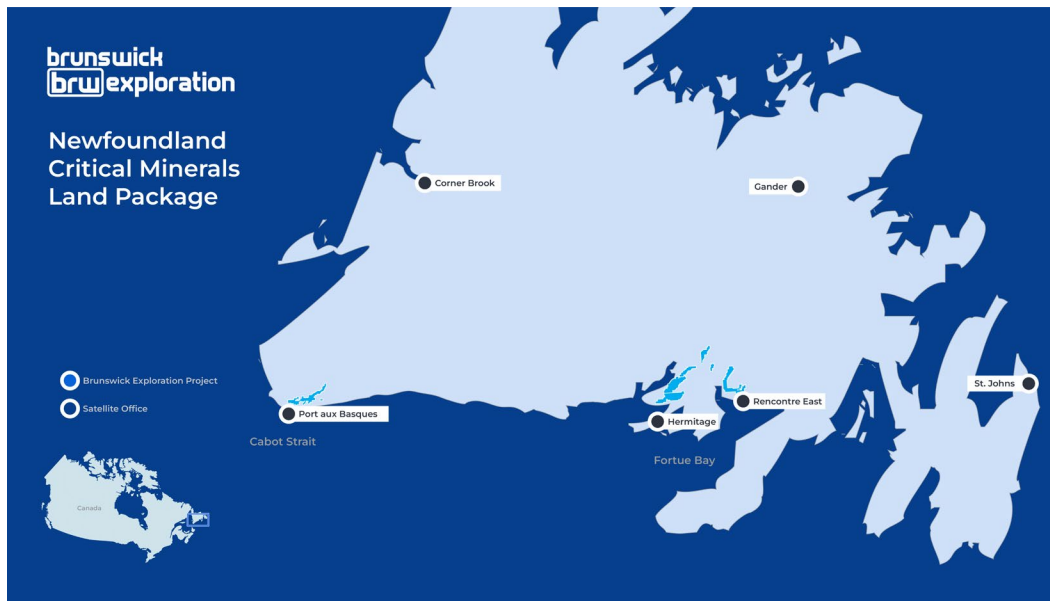 brunswick
brw exploration
Newfoundland
Critical Minerals
Land Package
Corner Brook
Gander
Brunswick Exploration Project
Satellite Office
Port aux Basques
Cabot Strait
Hermitage
Rencontre East
St. Johns
Fortue Bay
Canada